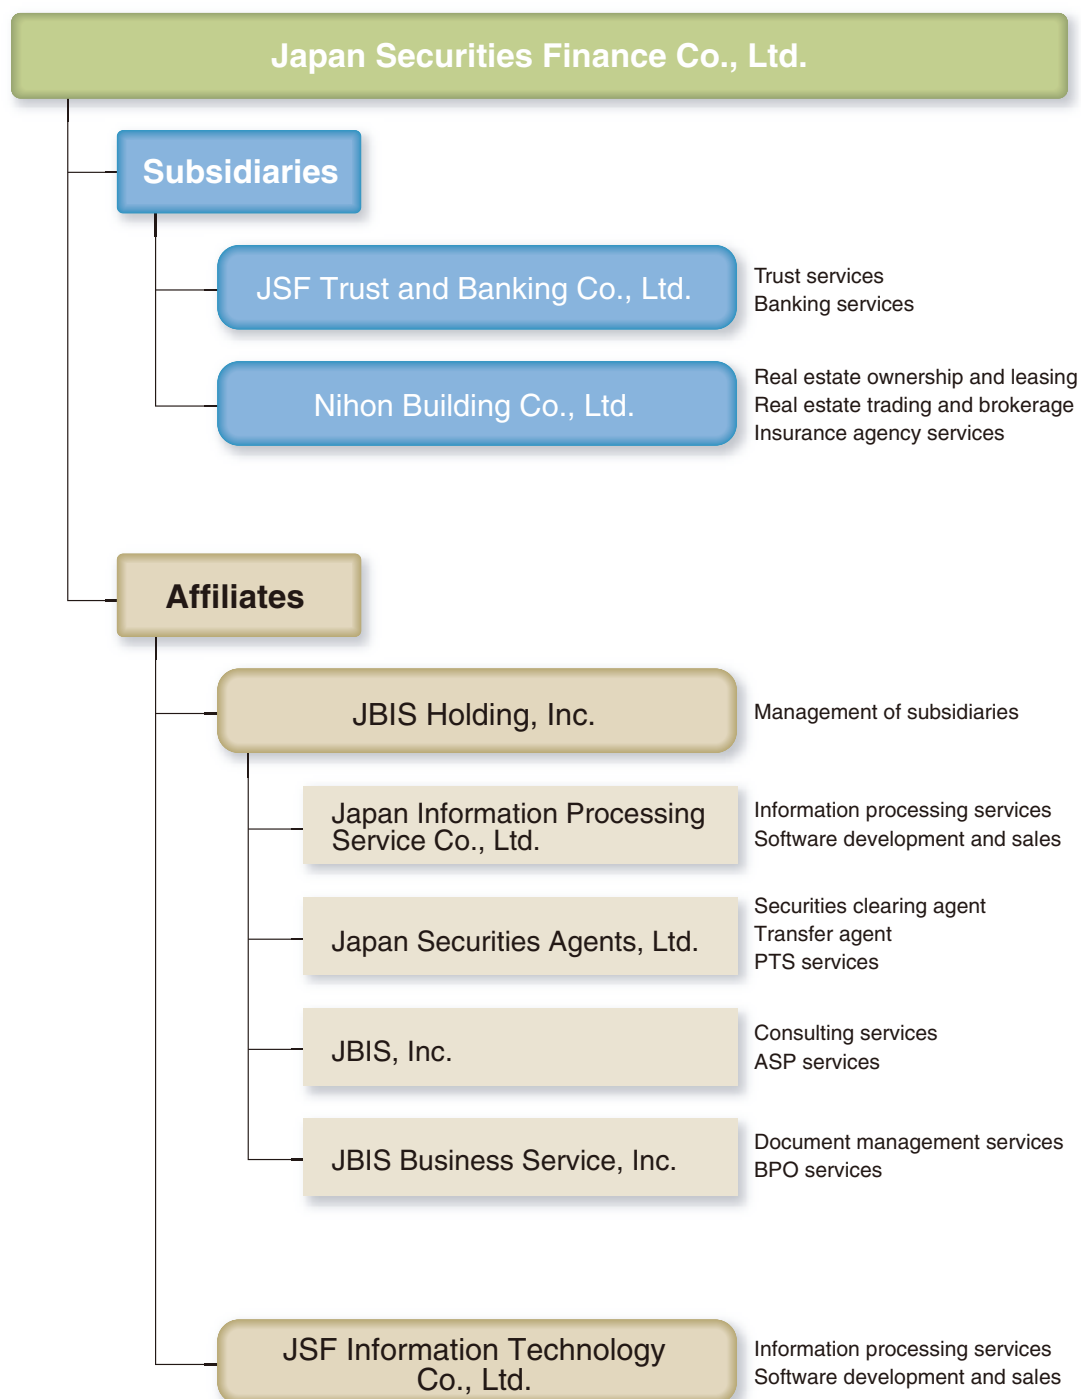 Japan Securities Finance Co., Ltd.
Subsidiaries
JSF Trust and Banking Co., Ltd.
Trust services
Banking services
Nihon Building Co., Ltd.
Real estate ownership and leasing
Real estate trading and brokerage
Insurance agency services
Affiliates
JBIS Holding, Inc.
Management of subsidiaries
Japan Information Processing
Service Co., Ltd.
Information processing services
Software development and sales
Japan Securities Agents, Ltd.
Securities clearing agent
Transfer agent
PTS services
JBIS, Inc.
Consulting services
ASP services
JBIS Business Service, Inc.
Document management services
BPO services
JSF Information Technology
Co., Ltd.
Information processing services
Software development and sales